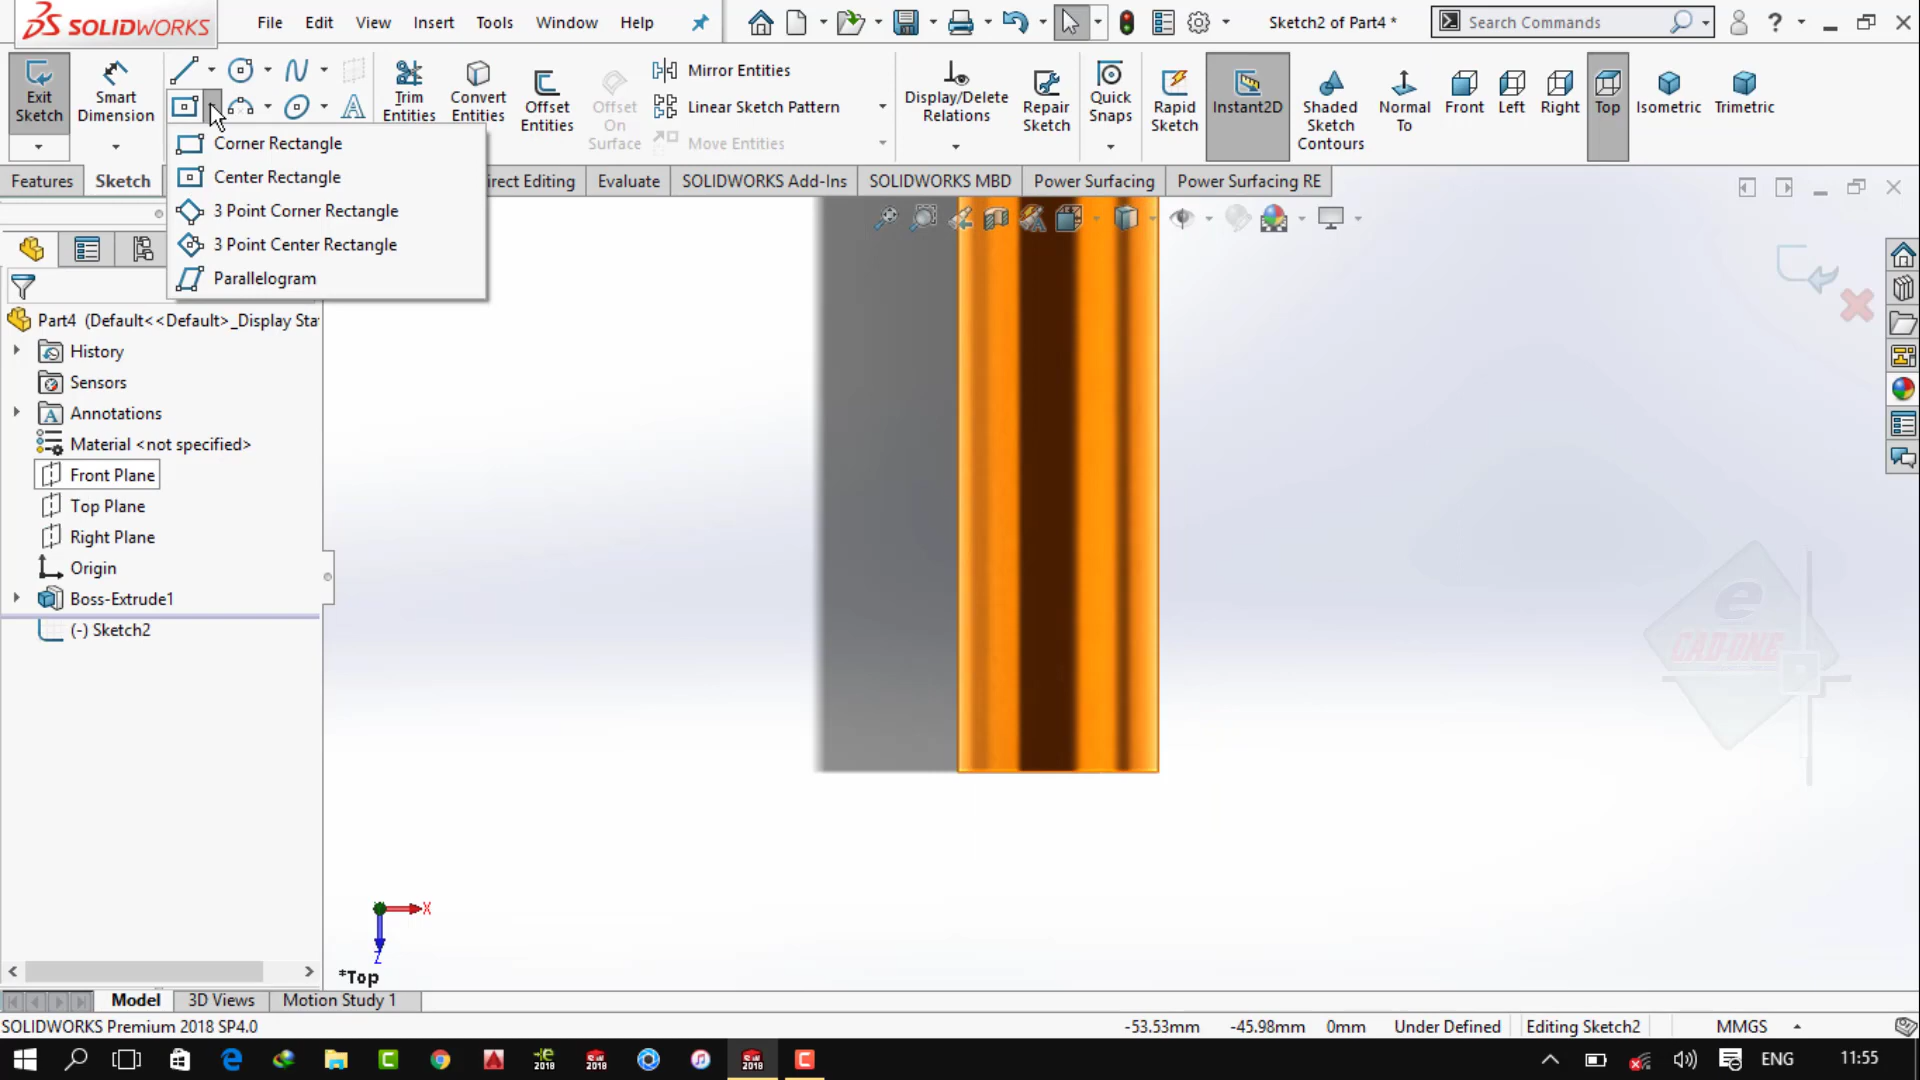 SOLIDWORKS
File Edit View Insert Tools Window Help
Sketch2 of Part4 *
Search Commands
Exit Sketch
Smart Dimension
Trim Entities
Convert Entities
Offset Entities
Offset On Surface
Mirror Entities
Linear Sketch Pattern
Move Entities
Display/Delete Relations
Repair Sketch
Quick Snaps
Rapid Sketch
Instant2D
Shaded Sketch Contours
Normal To
Front
Left
Right
Top
Isometric
Trimetric
Corner Rectangle
Center Rectangle
3 Point Corner Rectangle
3 Point Center Rectangle
Parallelogram
Features Sketch irect Editing Evaluate SOLIDWORKS Add-Ins SOLIDWORKS MBD Power Surfacing Power Surfacing RE
Part4 (Default<<Default>_Display Sta
History
Sensors
Annotations
Material <not specified>
Front Plane
Top Plane
Right Plane
Origin
Boss-Extrude1
(-) Sketch2
e
CAD-ONE
X
Z
*Top
Model 3D Views Motion Study 1
SOLIDWORKS Premium 2018 SP4.0 -53.53mm -45.98mm 0mm Under Defined Editing Sketch2 MMGS
ENG 11:55